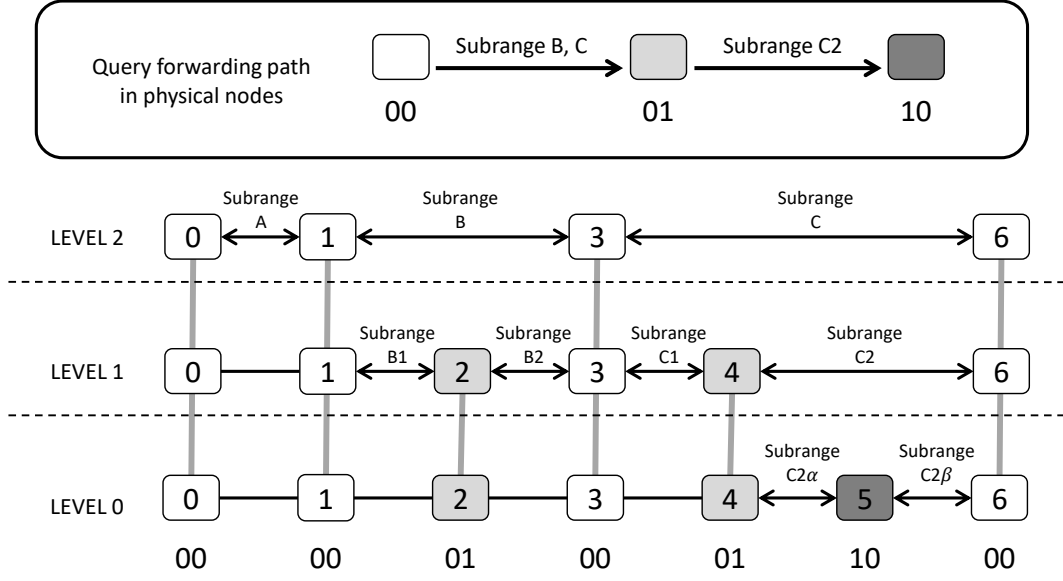 Query forwarding path
in physical nodes
Subrange B, C
Subrange C2
00
01
10
LEVEL 2
0
Subrange
A
1
Subrange
B
3
Subrange
C
6
LEVEL 1
0
1
Subrange
B1
2
Subrange
B2
3
Subrange
C1
4
Subrange
C2
6
LEVEL 0
0
1
2
3
4
Subrange
C2α
5
Subrange
C2β
6
00
00
01
00
01
10
00